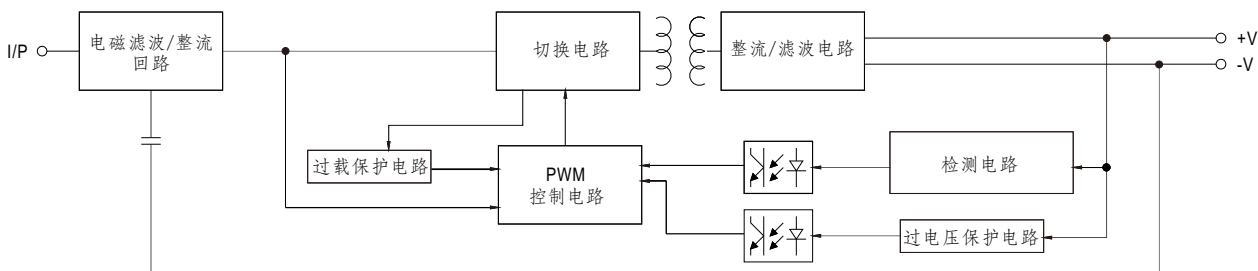 I/P
电磁滤波/整流
回路
切换电路
整流/滤波电路
+V
-V
过载保护电路
PWM
控制电路
检测电路
过电压保护电路